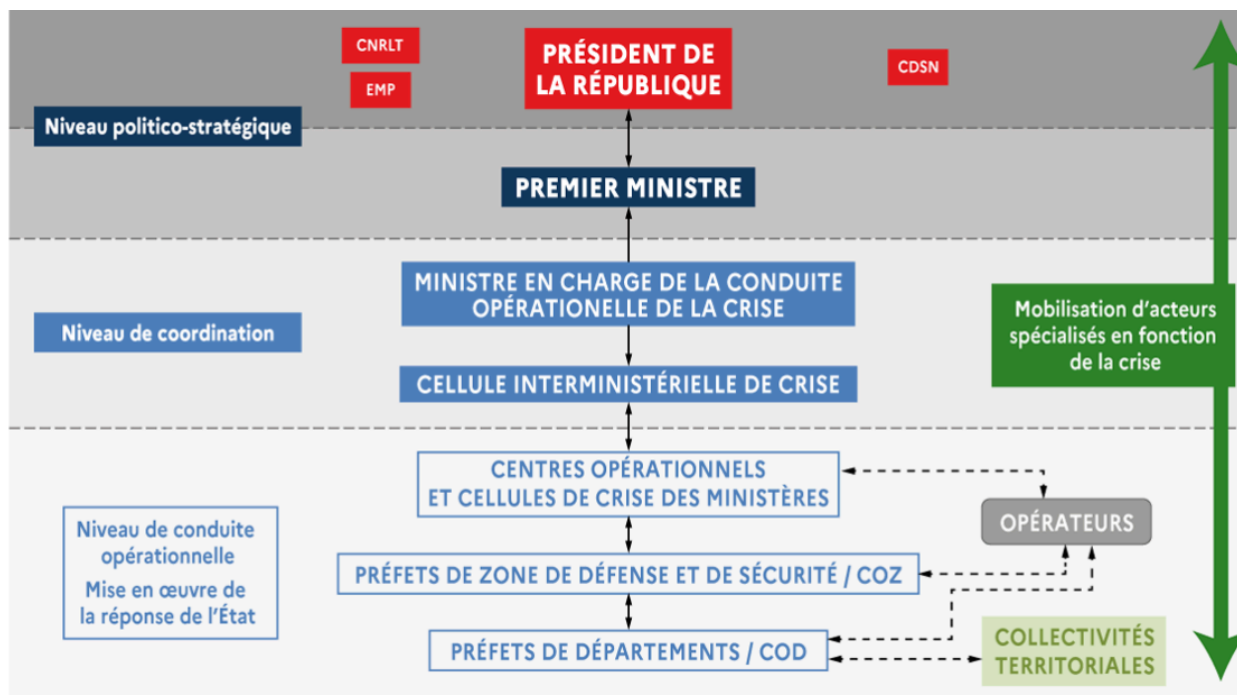 CNRLT
EMP
PRÉSIDENT DE
LA RÉPUBLIQUE
CDSN
Niveau politico-stratégique
PREMIER MINISTRE
MINISTRE EN CHARGE DE LA CONDUITE
OPÉRATIONELLE DE LA CRISE
Niveau de coordination
CELLULE INTERMINISTÉRIELLE DE CRISE
Mobilisation d’acteurs
spécialisés en fonction
de la crise
CENTRES OPÉRATIONNELS
ET CELLULES DE CRISE DES MINISTÈRES
OPÉRATEURS
Niveau de conduite
opérationnelle
Mise en œuvre de
la réponse de l’État
PRÉFETS DE ZONE DE DÉFENSE ET DE SÉCURITÉ / COZ
PRÉFETS DE DÉPARTEMENTS / COD
COLLECTIVITÉS
TERRITORIALES